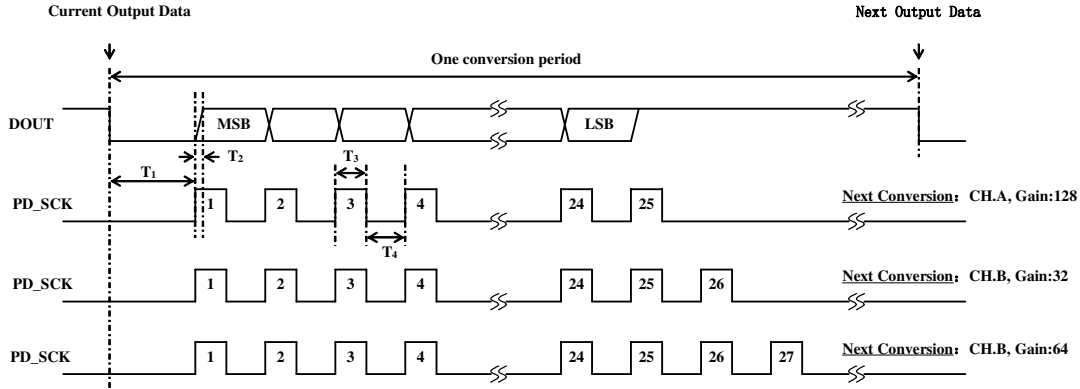 Current Output Data
Next Output Data
One conversion period
DOUT
MSB
LSB
T2
T3
T1
PD_SCK
1
2
3
4
24
25
Next Conversion： CH.A, Gain:128
T4
PD_SCK
1
2
3
4
24
25
26
Next Conversion： CH.B, Gain:32
PD_SCK
1
2
3
4
24
25
26
27
Next Conversion： CH.B, Gain:64